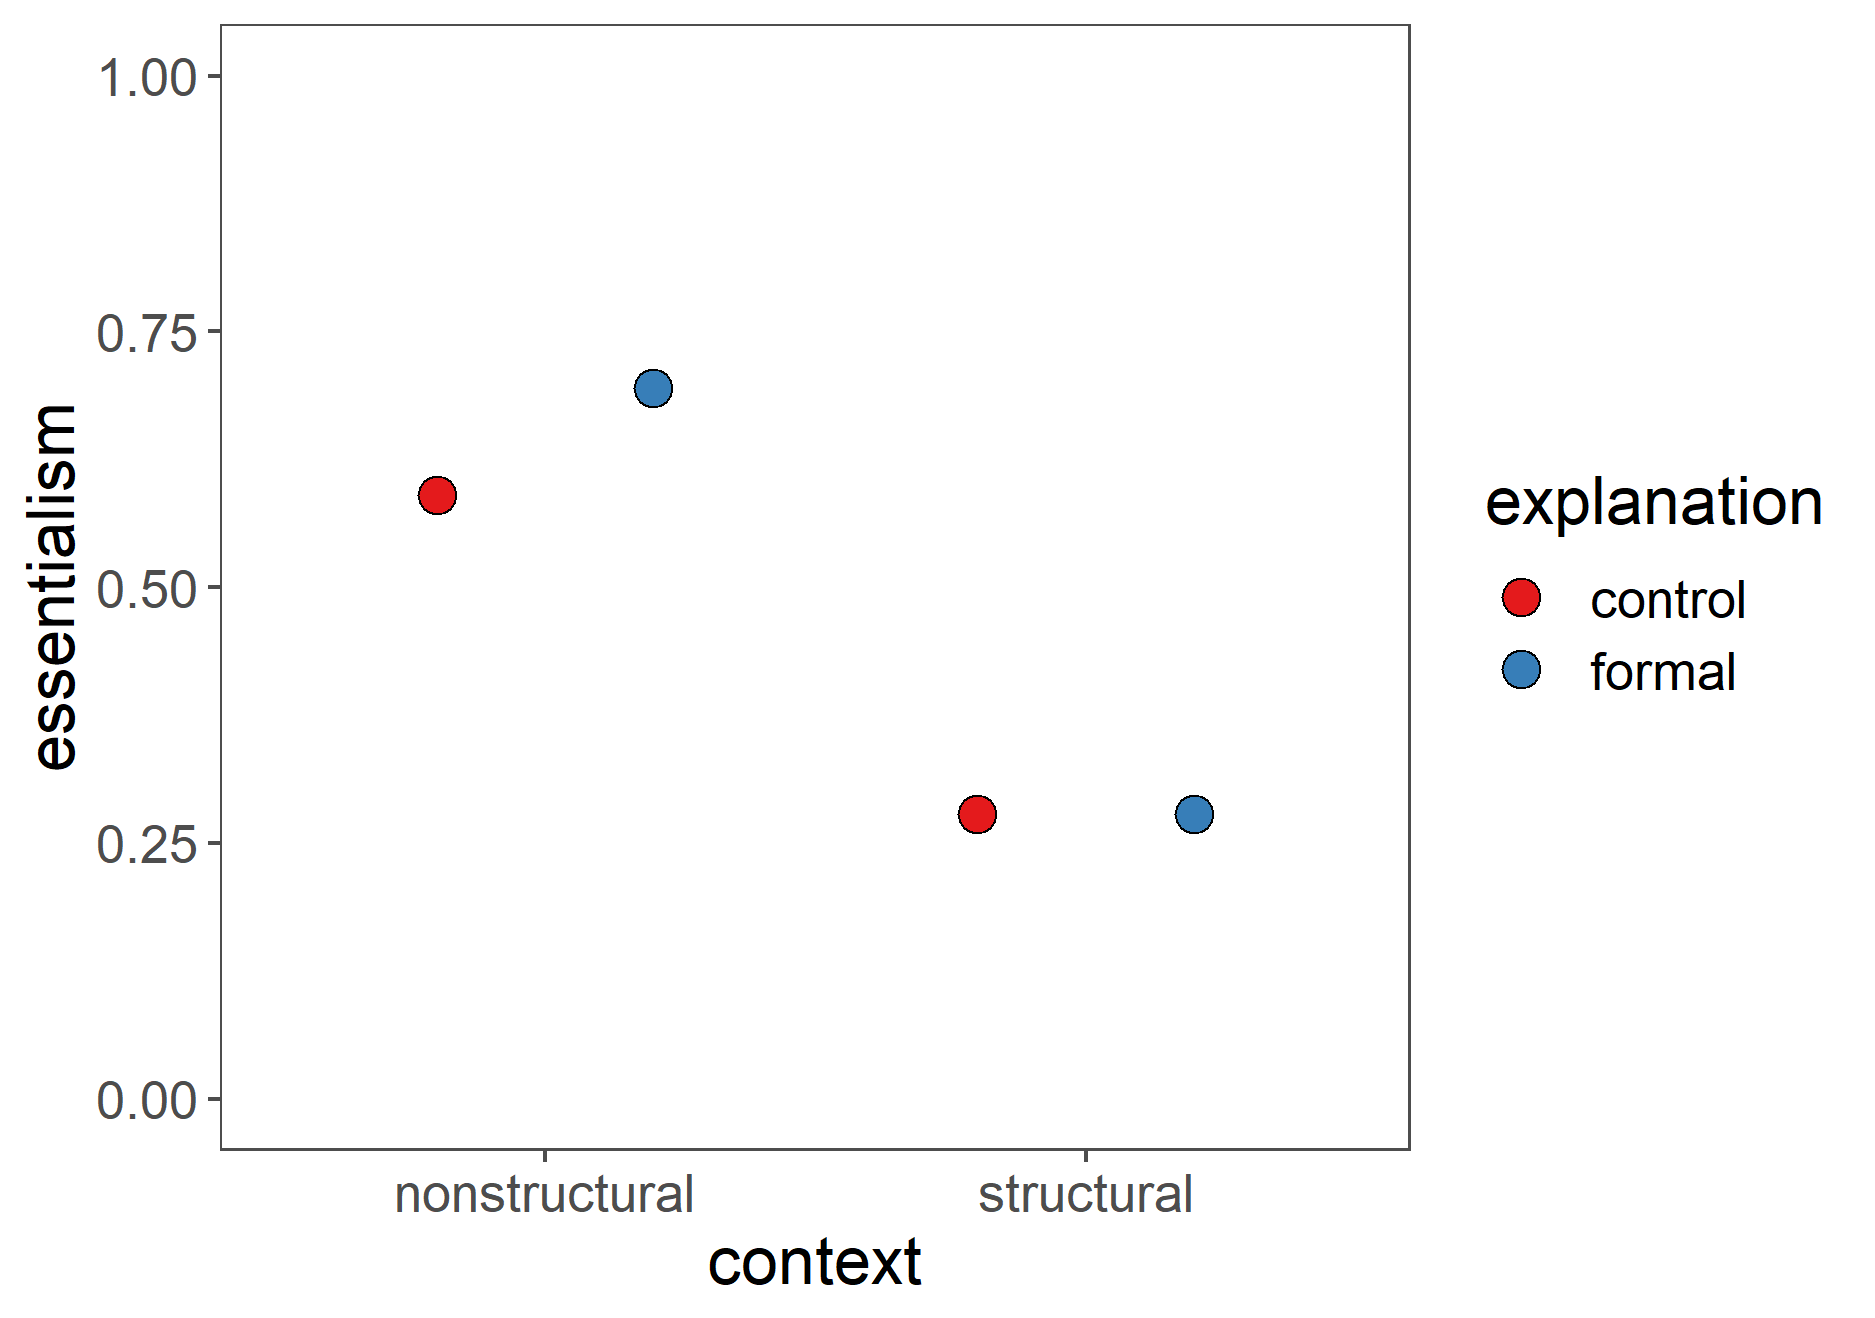 essentialism
1.00
0.75
0.50
0.25
0.00
nonstructural
structural
context
explanation
control
formal